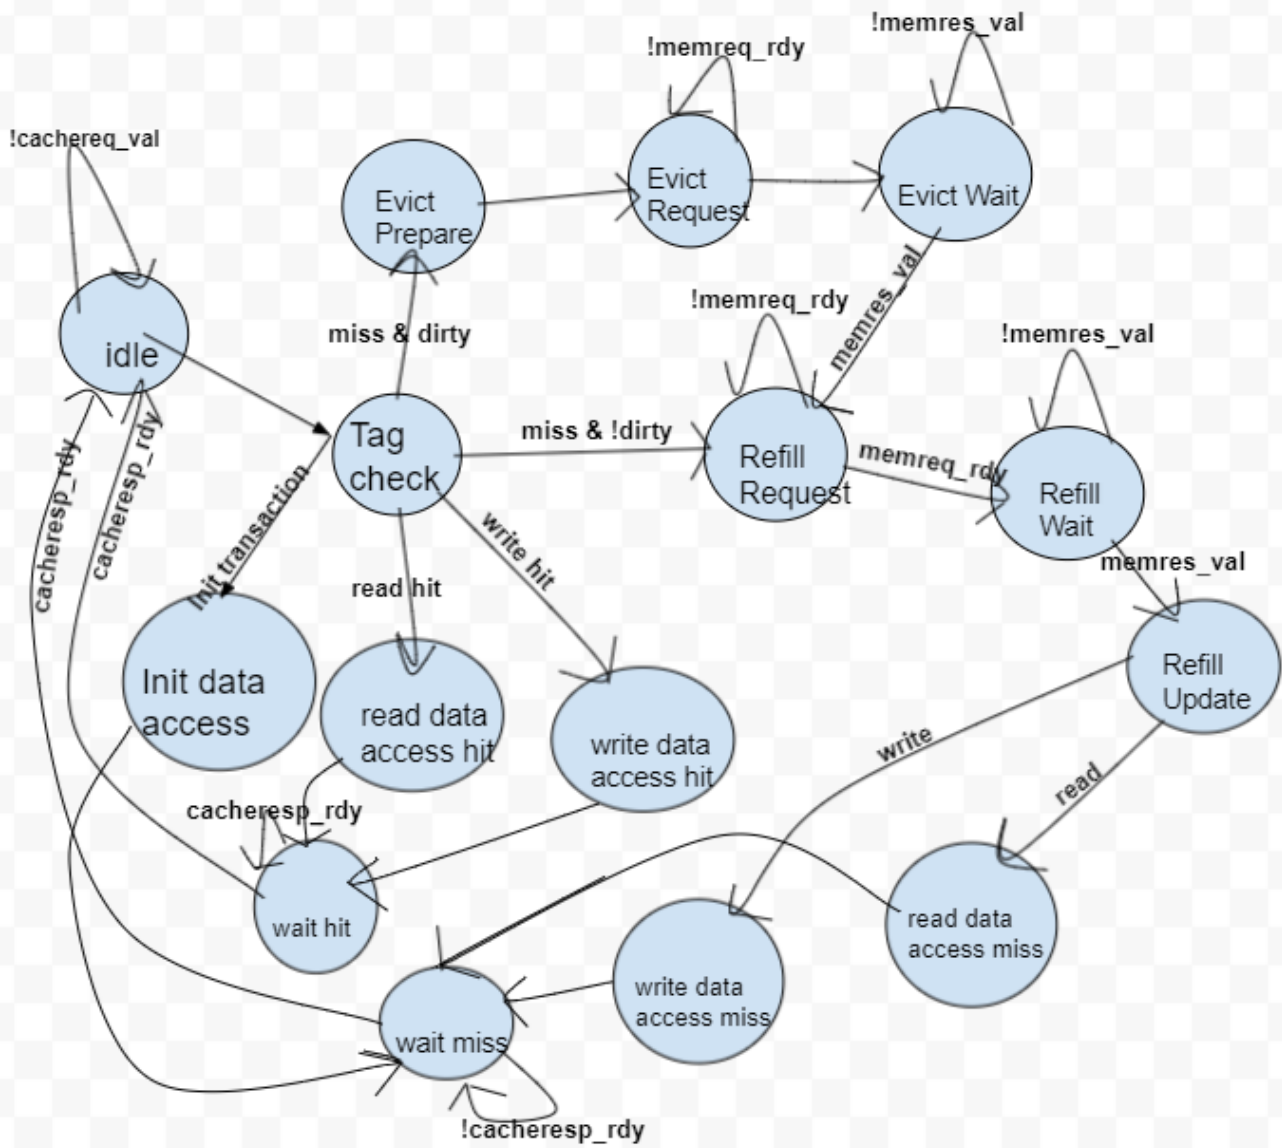 !memres_val
!memreq_rdy
!cachereq_val
Evict
Request
Evict Wait
Evict
Prepare
memres_val
!memreq_rdy
!memres_val
miss & dirty
idle
Tag
check
miss & !dirty
Refill
Request
memreq_rdy
Refill
Wait
cacheresp_rdy
cacheresp_rdy
Init transaction
read hit
write hit
memres_val
Refill
Update
Init data
access
read data
access hit
write data
access hit
write
read
cacheresp_rdy
wait hit
read data
access miss
write data
access miss
wait miss
!cacheresp_rdy